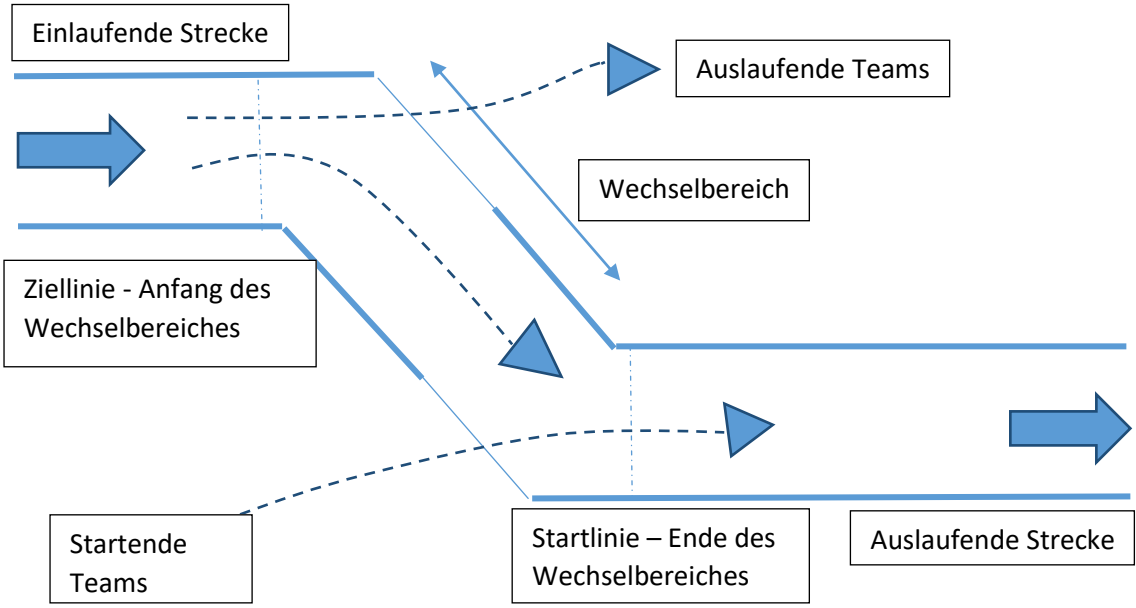 Einlaufende Strecke
Auslaufende Teams
Wechselbereich
Ziellinie - Anfang des
Wechselbereiches
Startende
Teams
Startlinie – Ende des
Wechselbereiches
Auslaufende Strecke